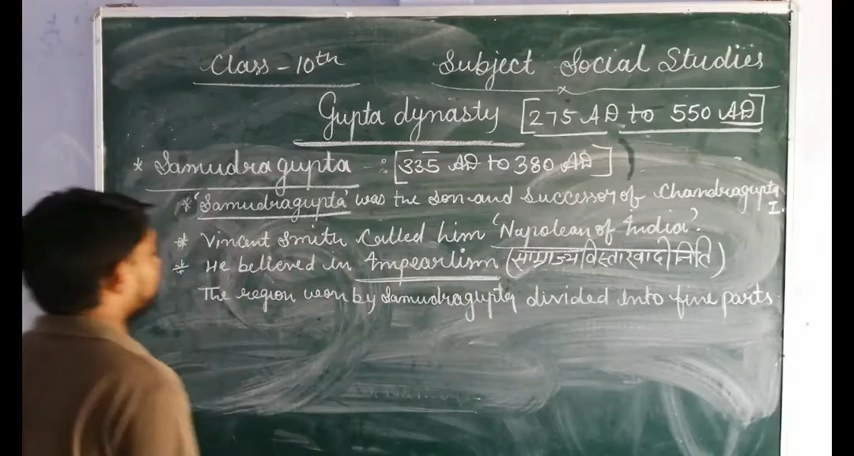 Class - 10th Subject Social Studies
Gupta dynasty [275 AD to 550 AD]
* Samudragupta -: [335 AD to 380 AD]
* 'Samudragupta' was the son and successor of Chandragupta I.
* Vincent Smith Called him 'Napolean of India'.
* He believed in Impearlism (साम्राज्य विस्तारवादी निति)
The region won by Samudragupta divided into five parts